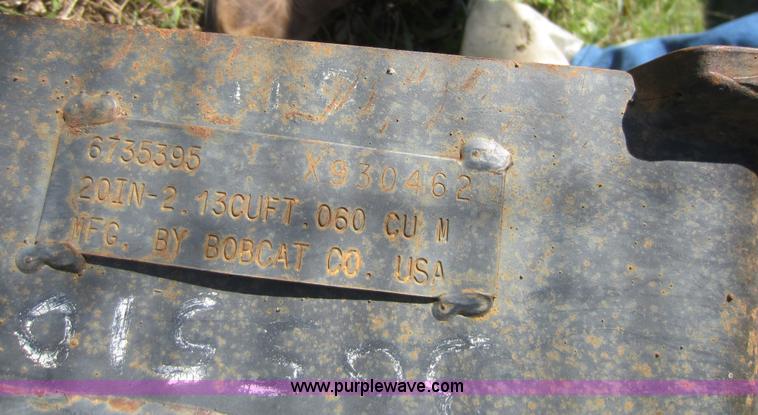 6735395 X930462
20IN-2.13CUFT.060 CU M
MFG. BY BOBCAT CO. USA
www.purplewave.com